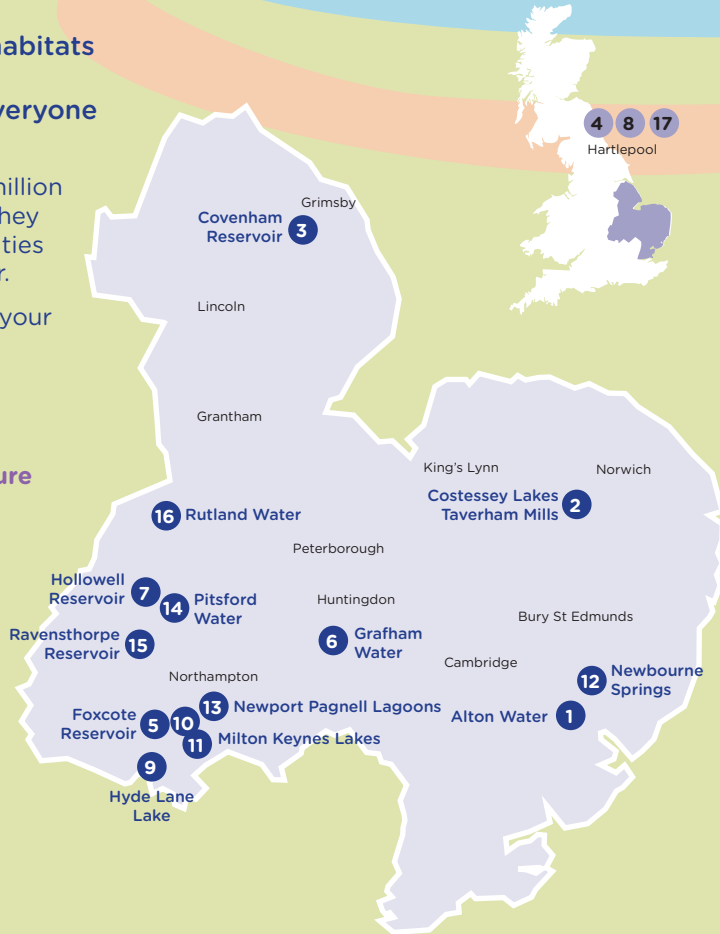 abitats
veryone
nillion
hey
ties
r.
your
ure
4 8 17
Hartlepool
Grimsby
Covenham
Reservoir 3
Lincoln
Grantham
King's Lynn
Norwich
Costessey Lakes
Taverham Mills 2
16 Rutland Water
Peterborough
Hollowell
Reservoir 7
14 Pitsford
Water
Huntingdon
Bury St Edmunds
Ravensthorpe
Reservoir 15
6 Grafham
Water
Cambridge
Northampton
12 Newbourne
Springs
13 Newport Pagnell Lagoons
Alton Water 1
Foxcote
Reservoir 5
10
11 Milton Keynes Lakes
9
Hyde Lane
Lake